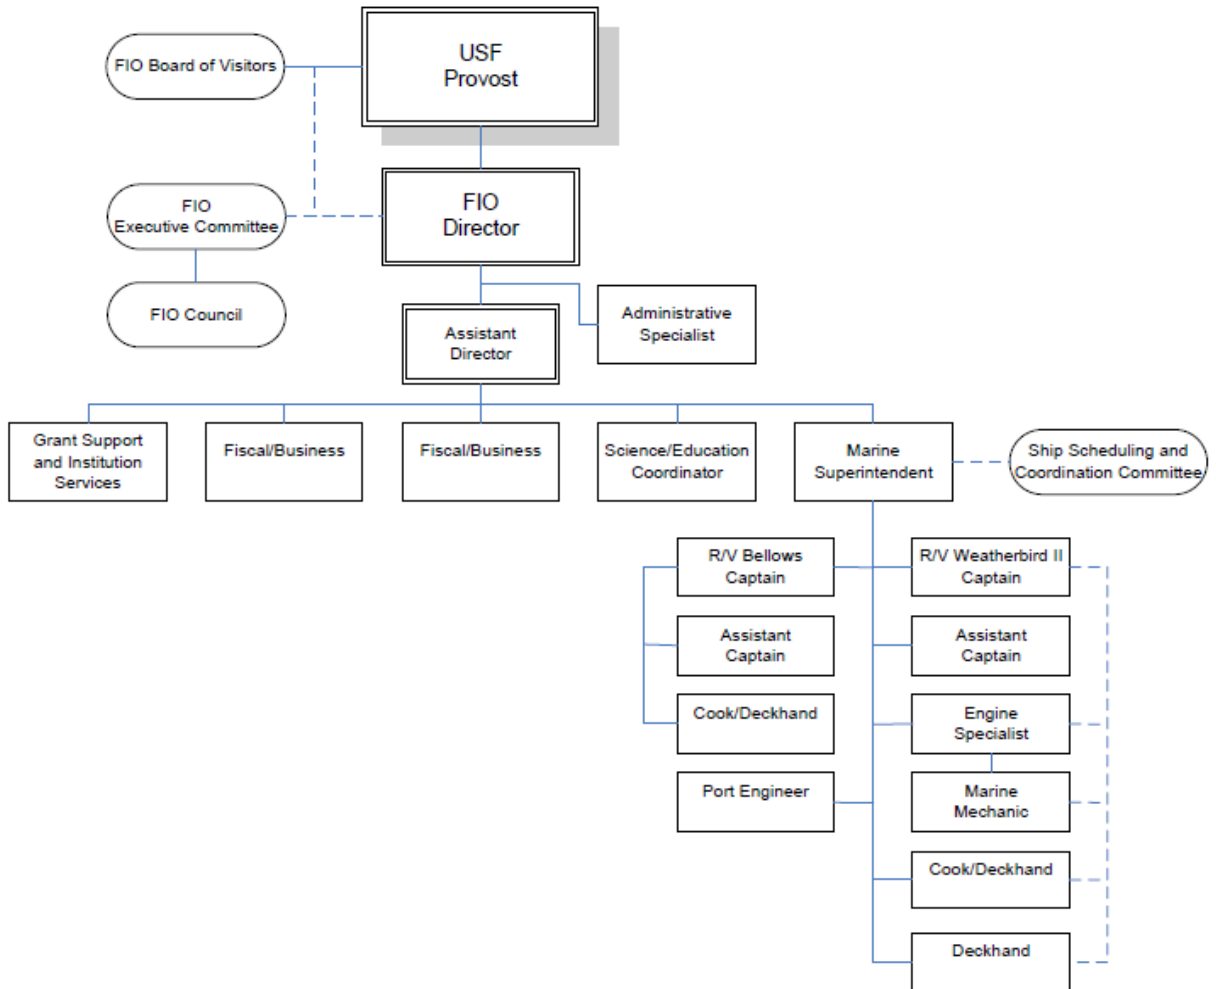 USF
Provost
FIO Board of Visitors
FIO
Director
FIO
Executive Committee
FIO Council
Administrative
Specialist
Assistant
Director
Grant Support
and Institution
Services
Fiscal/Business
Fiscal/Business
Science/Education
Coordinator
Marine
Superintendent
Ship Scheduling and
Coordination Committee
R/V Bellows
Captain
R/V Weatherbird II
Captain
Assistant
Captain
Assistant
Captain
Cook/Deckhand
Engine
Specialist
Port Engineer
Marine
Mechanic
Cook/Deckhand
Deckhand